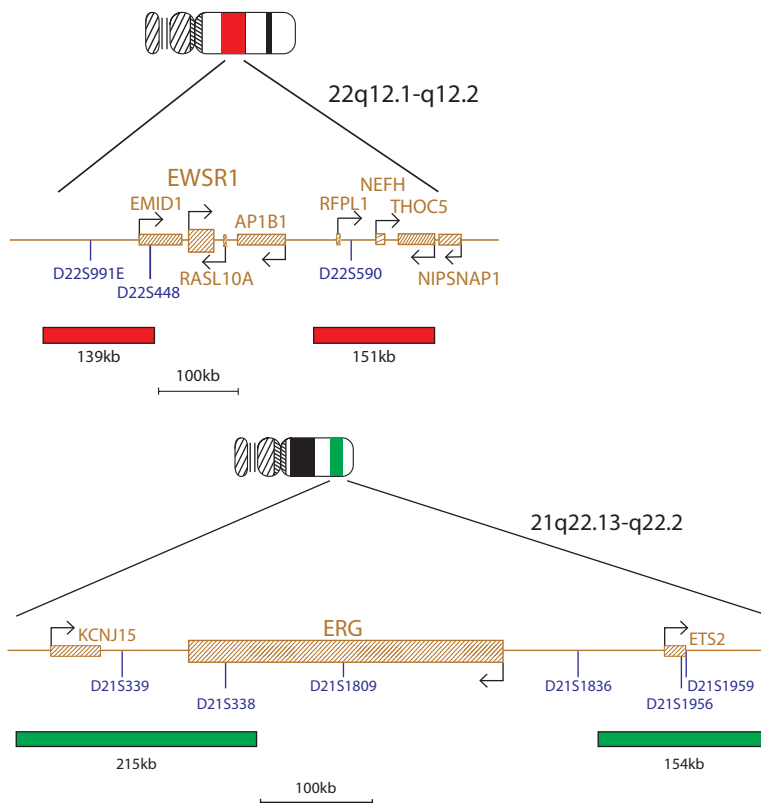 22q12.1-q12.2
EWSR1
NEFH
EMID1
RFPL1
THOC5
AP1B1
D22S991E
RASL10A
D22S590
NIPSNAP1
D22S448
139kb
151kb
100kb
21q22.13-q22.2
KCNJ15
ERG
ETS2
D21S339
D21S338
D21S1809
D21S1836
D21S1959
D21S1956
215kb
154kb
100kb